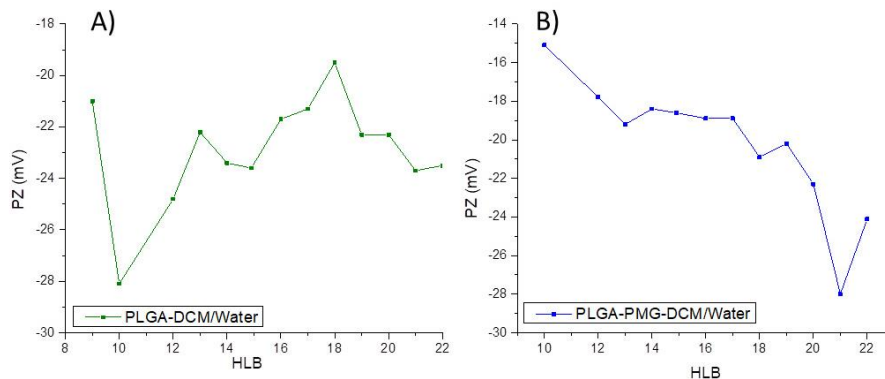 A)
-18
-20
-22
-24
-26
-28
-30
PZ (mV)
8 10 12 14 16 18 20 22
HLB
PLGA-DCM/Water
B)
-14
-16
-18
-20
-22
-24
-26
-28
-30
PZ (mV)
10 12 14 16 18 20 22
HLB
PLGA-PMG-DCM/Water